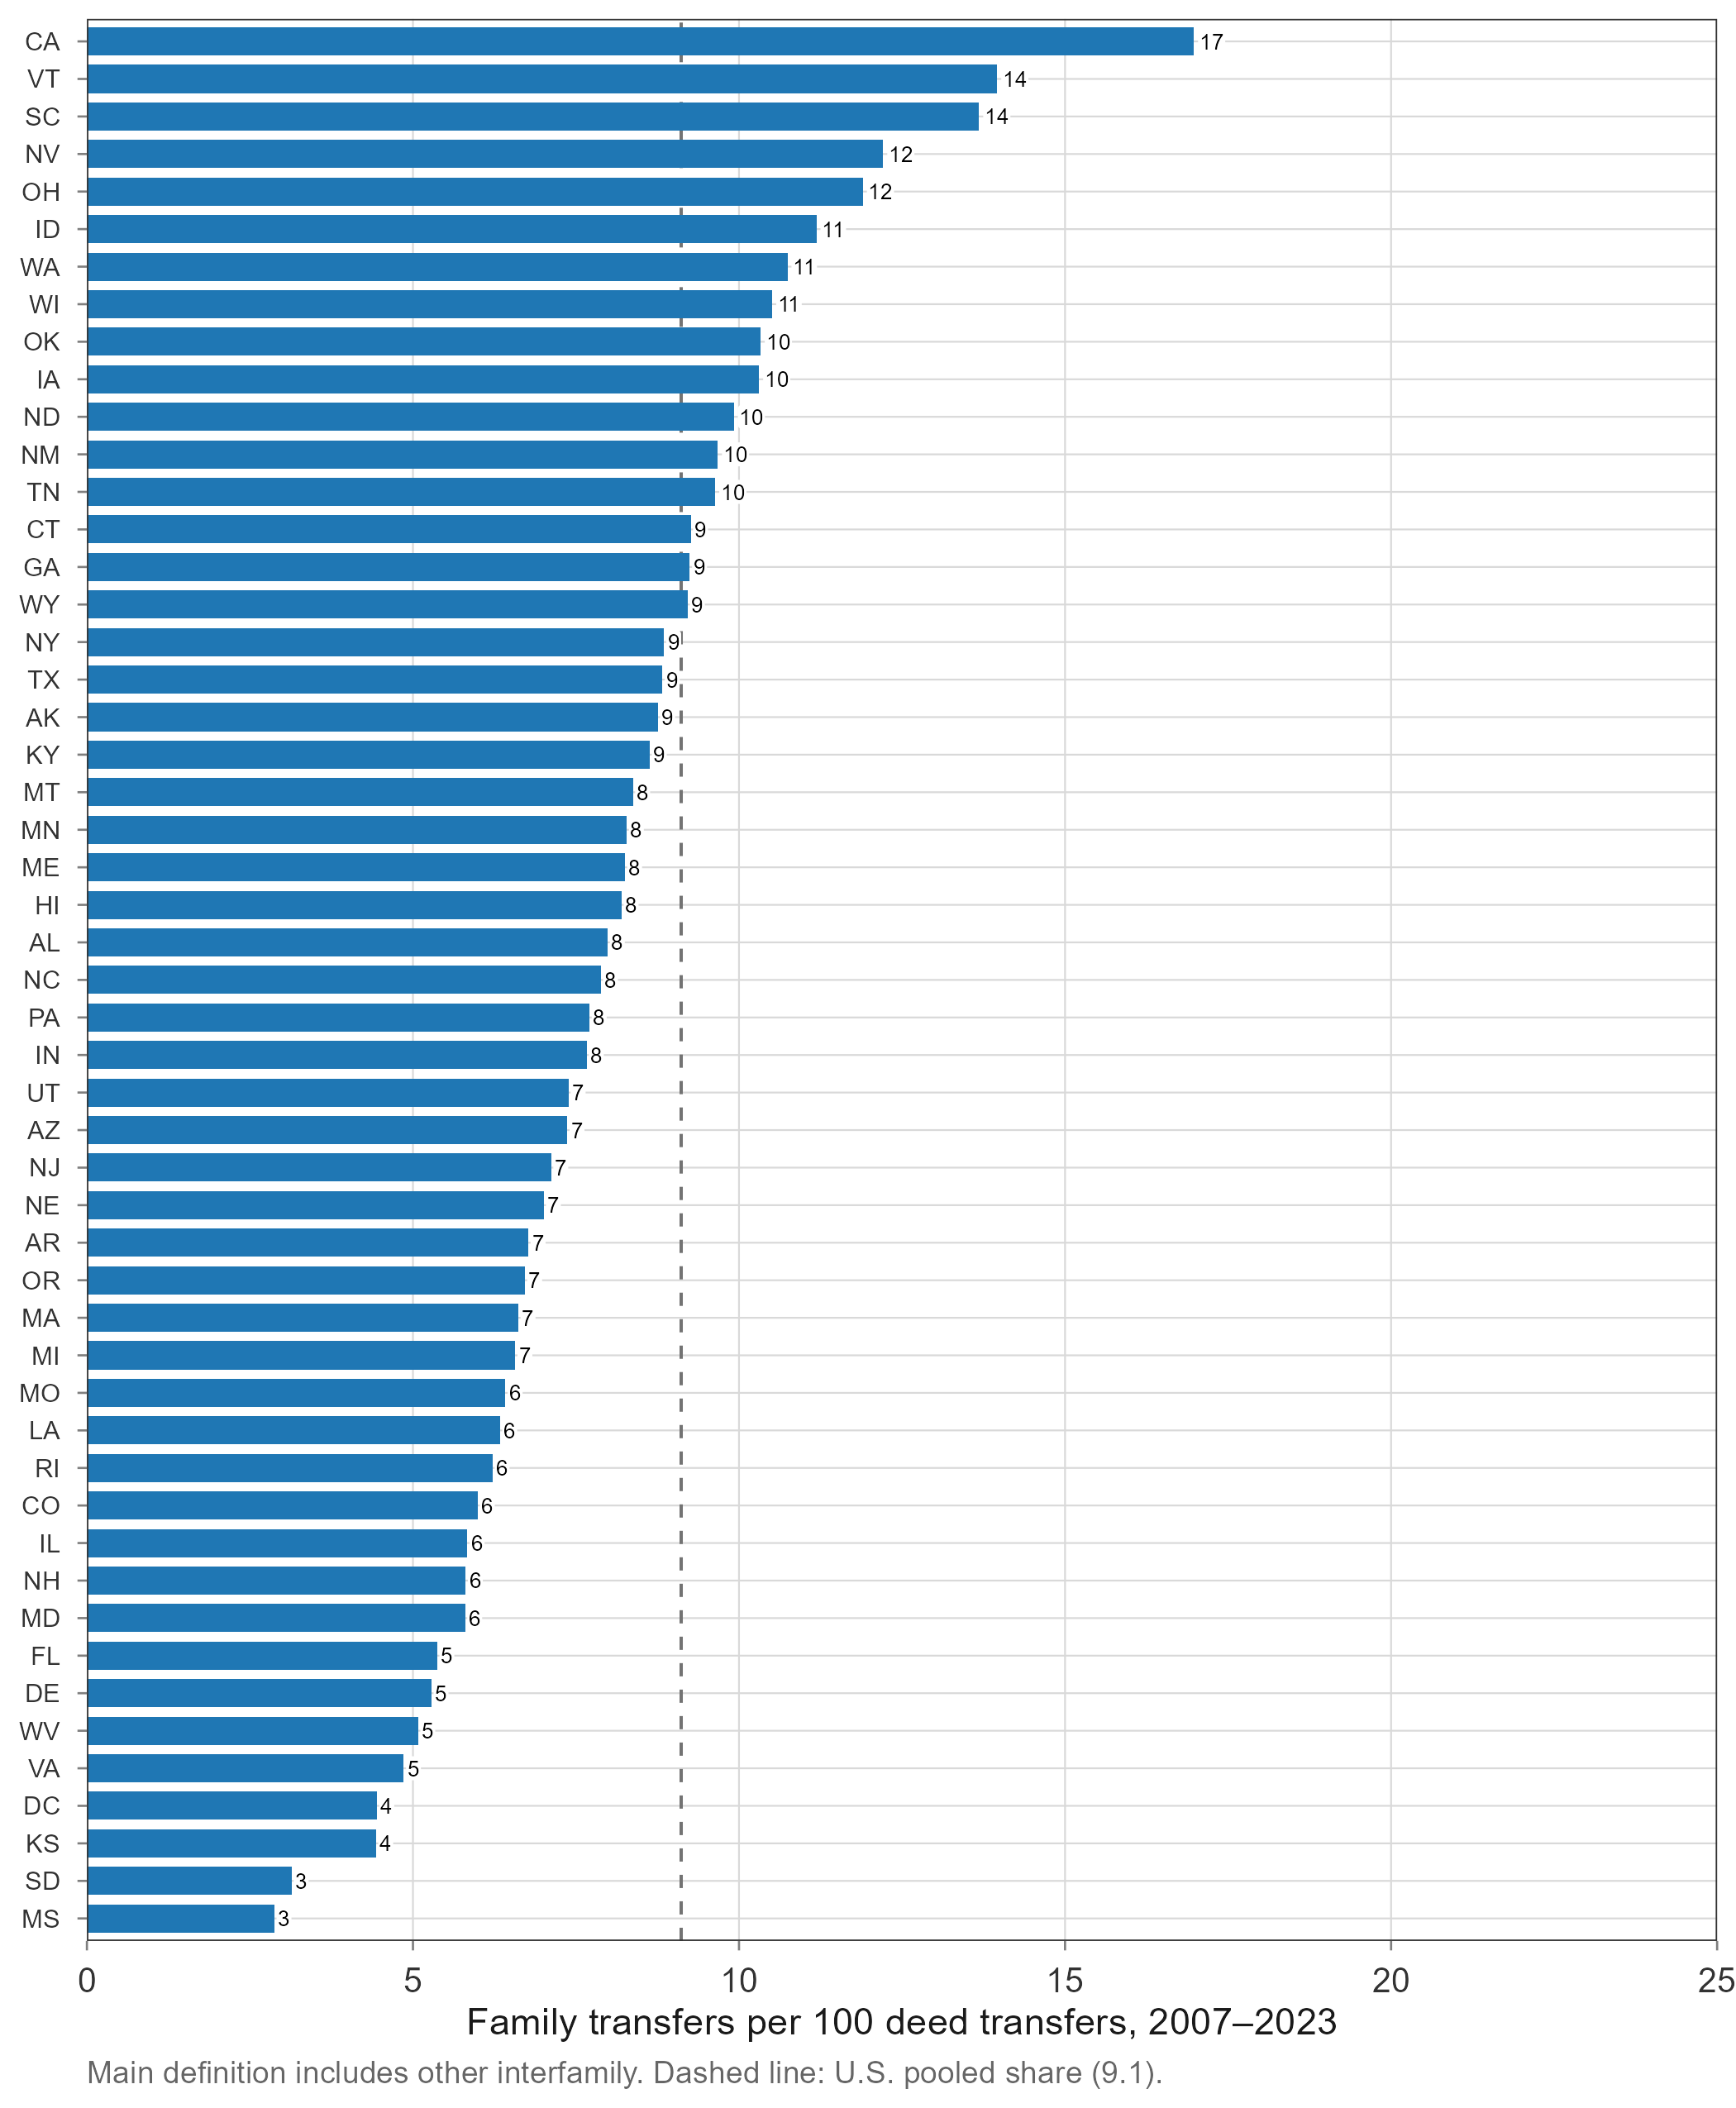 CA 17
VT 14
SC 14
NV 12
OH 12
ID 11
WA 11
WI 11
OK 10
IA 10
ND 10
NM 10
TN 10
CT 9
GA 9
WY 9
NY 9
TX 9
AK 9
KY 9
MT 8
MN 8
ME 8
HI 8
AL 8
NC 8
PA 8
IN 8
UT 7
AZ 7
NJ 7
NE 7
AR 7
OR 7
MA 7
MI 7
MO 6
LA 6
RI 6
CO 6
IL 6
NH 6
MD 6
FL 5
DE 5
WV 5
VA 5
DC 4
KS 4
SD 3
MS 3
0 5 10 15 20 25
Family transfers per 100 deed transfers, 2007–2023
Main definition includes other interfamily. Dashed line: U.S. pooled share (9.1).